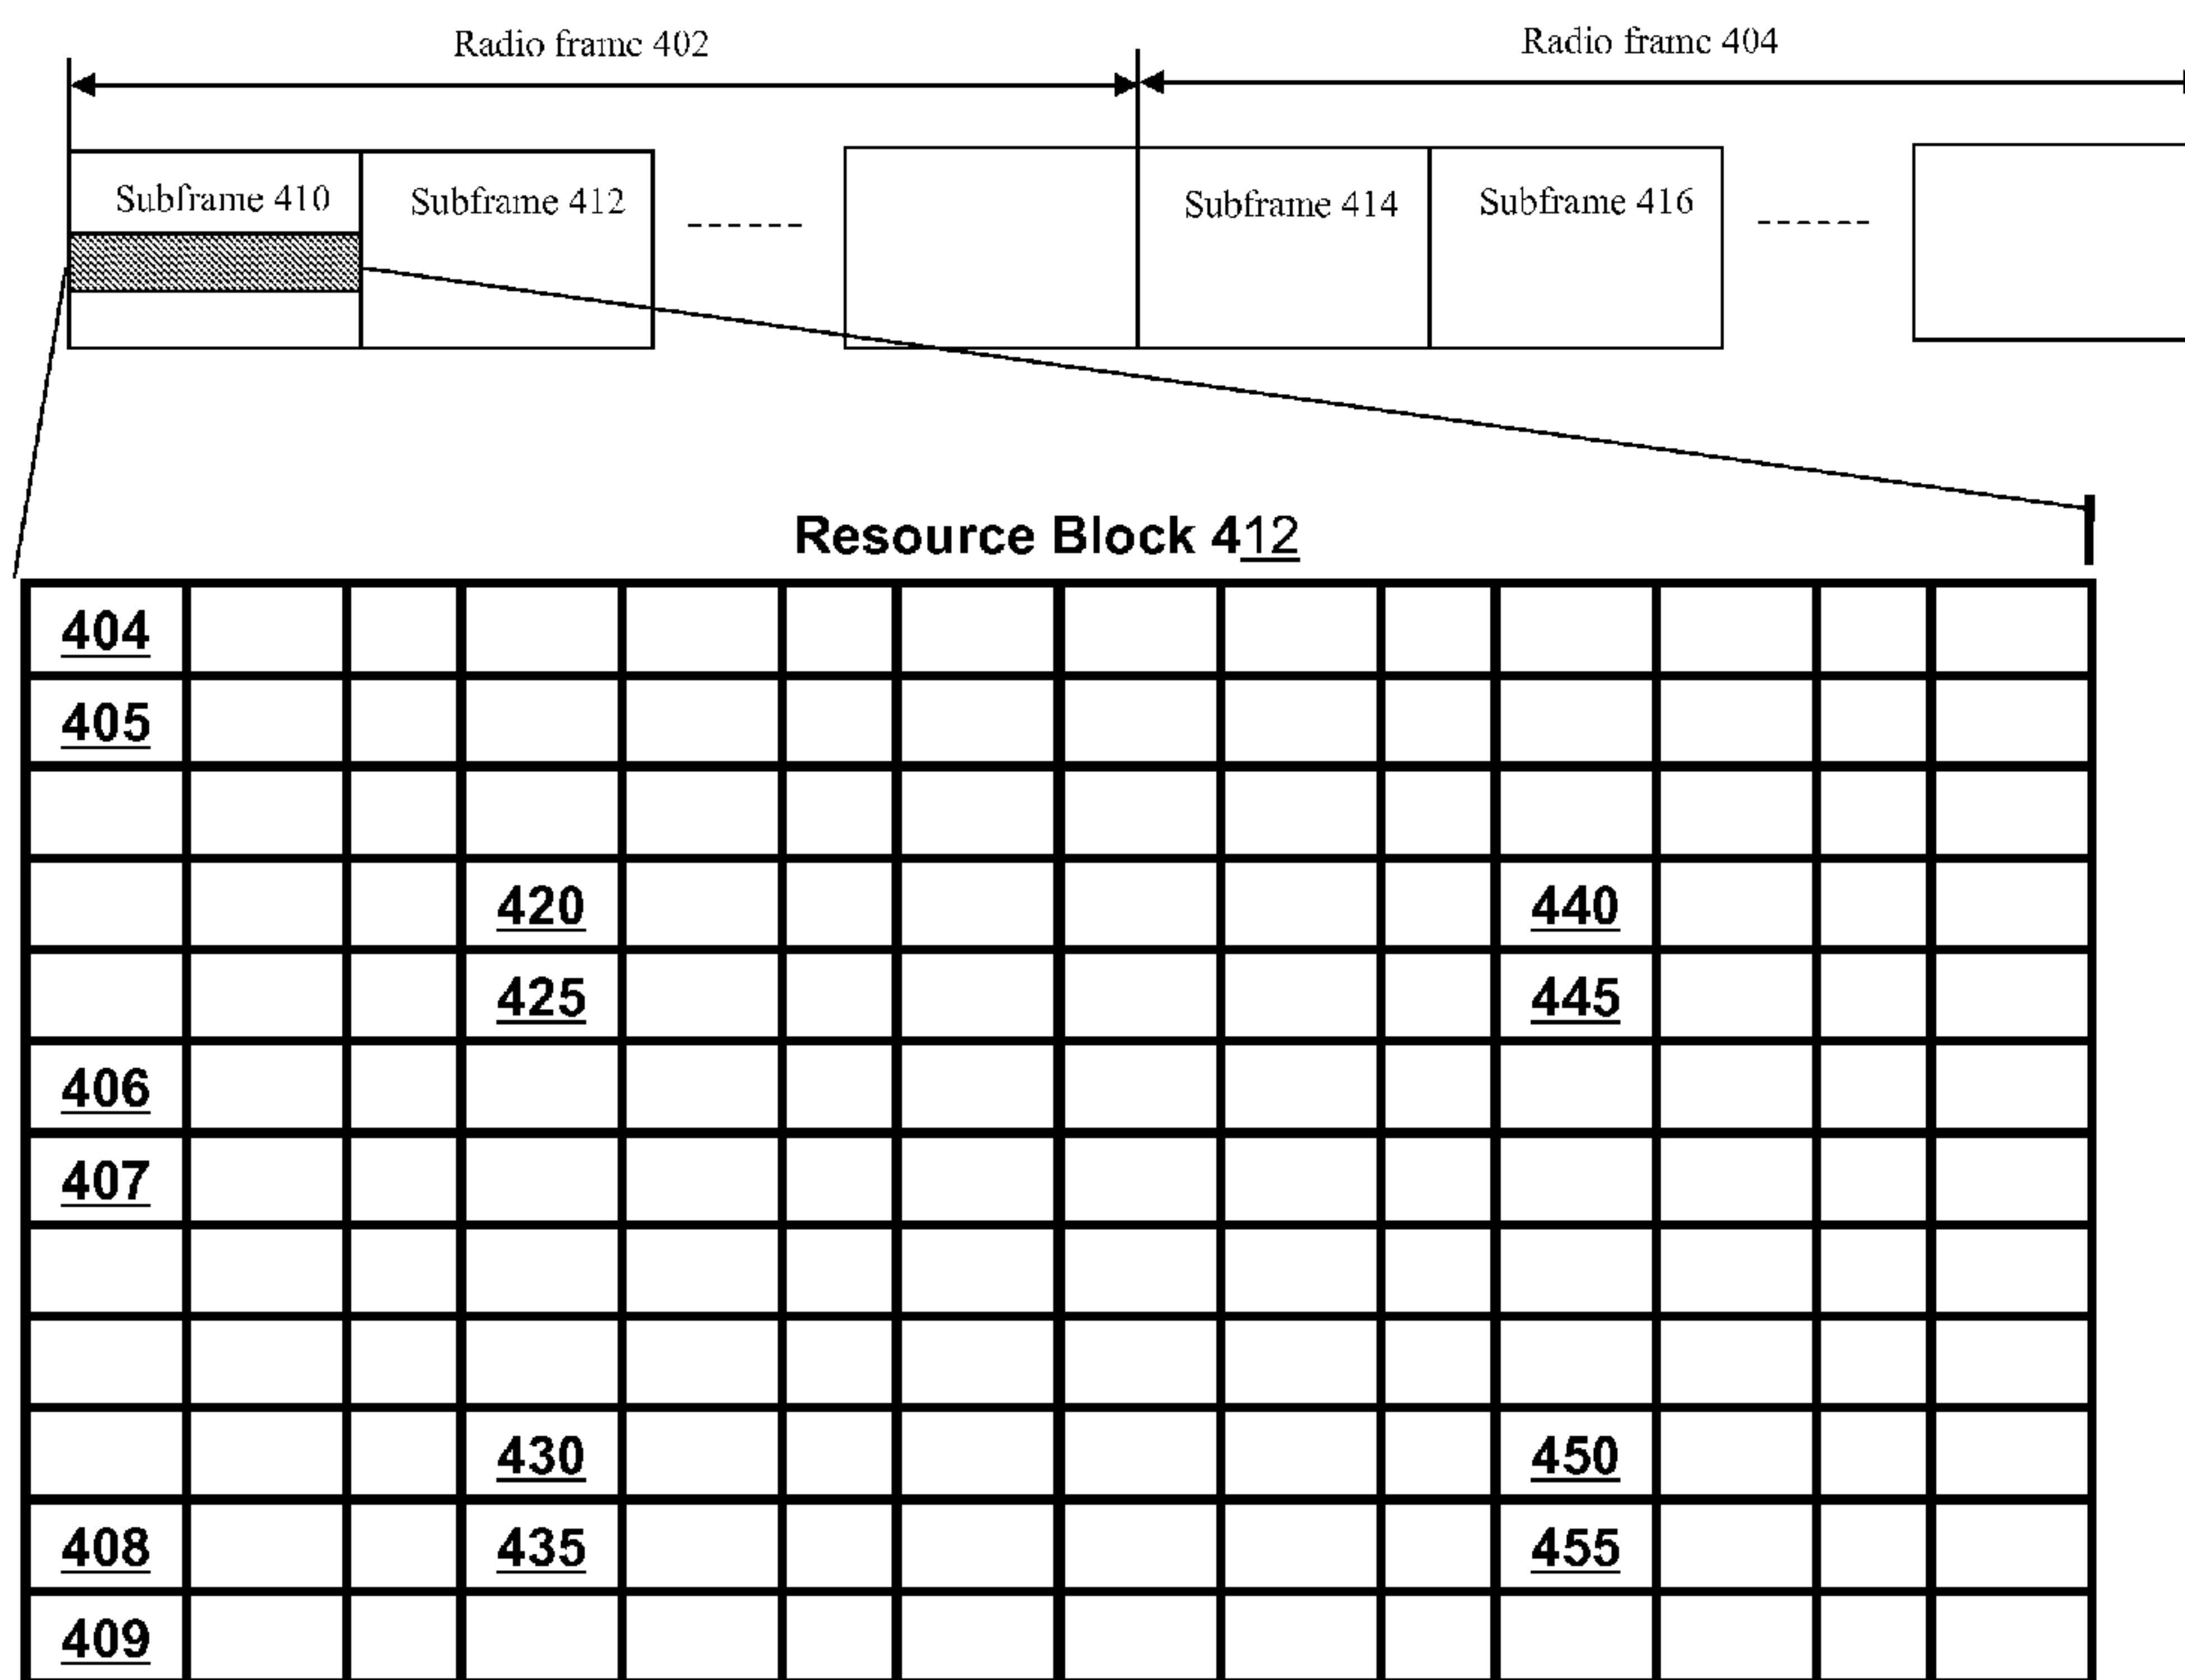 Radio frame 402
Radio frame 404
Subframe 410
Subframe 412
Subframe 414
Subframe 416
Resource Block 412
404
405
420 440
425 445
406
407
430 450
408 435 455
409